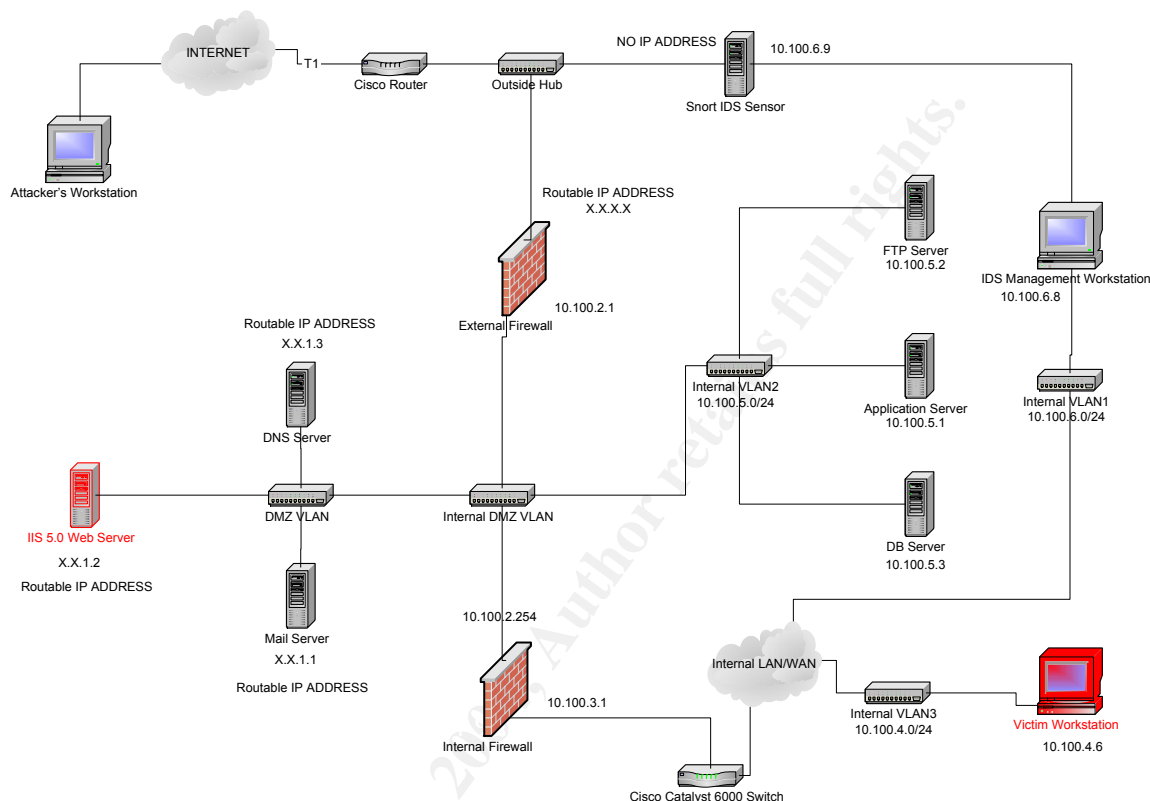 INTERNET
T1
Cisco Router
Outside Hub
NO IP ADDRESS
10.100.6.9
Snort IDS Sensor
Attacker's Workstation
Routable IP ADDRESS
X.X.X.X
FTP Server
10.100.5.2
IDS Management Workstation
10.100.6.8
10.100.2.1
External Firewall
Routable IP ADDRESS
X.X.1.3
DNS Server
Internal VLAN2
10.100.5.0/24
Application Server
10.100.5.1
Internal VLAN1
10.100.6.0/24
IIS 5.0 Web Server
X.X.1.2
Routable IP ADDRESS
DMZ VLAN
Internal DMZ VLAN
DB Server
10.100.5.3
Mail Server
X.X.1.1
Routable IP ADDRESS
10.100.2.254
10.100.3.1
Internal Firewall
Internal LAN/WAN
Internal VLAN3
10.100.4.0/24
Victim Workstation
10.100.4.6
Cisco Catalyst 6000 Switch
Author retains full rights.